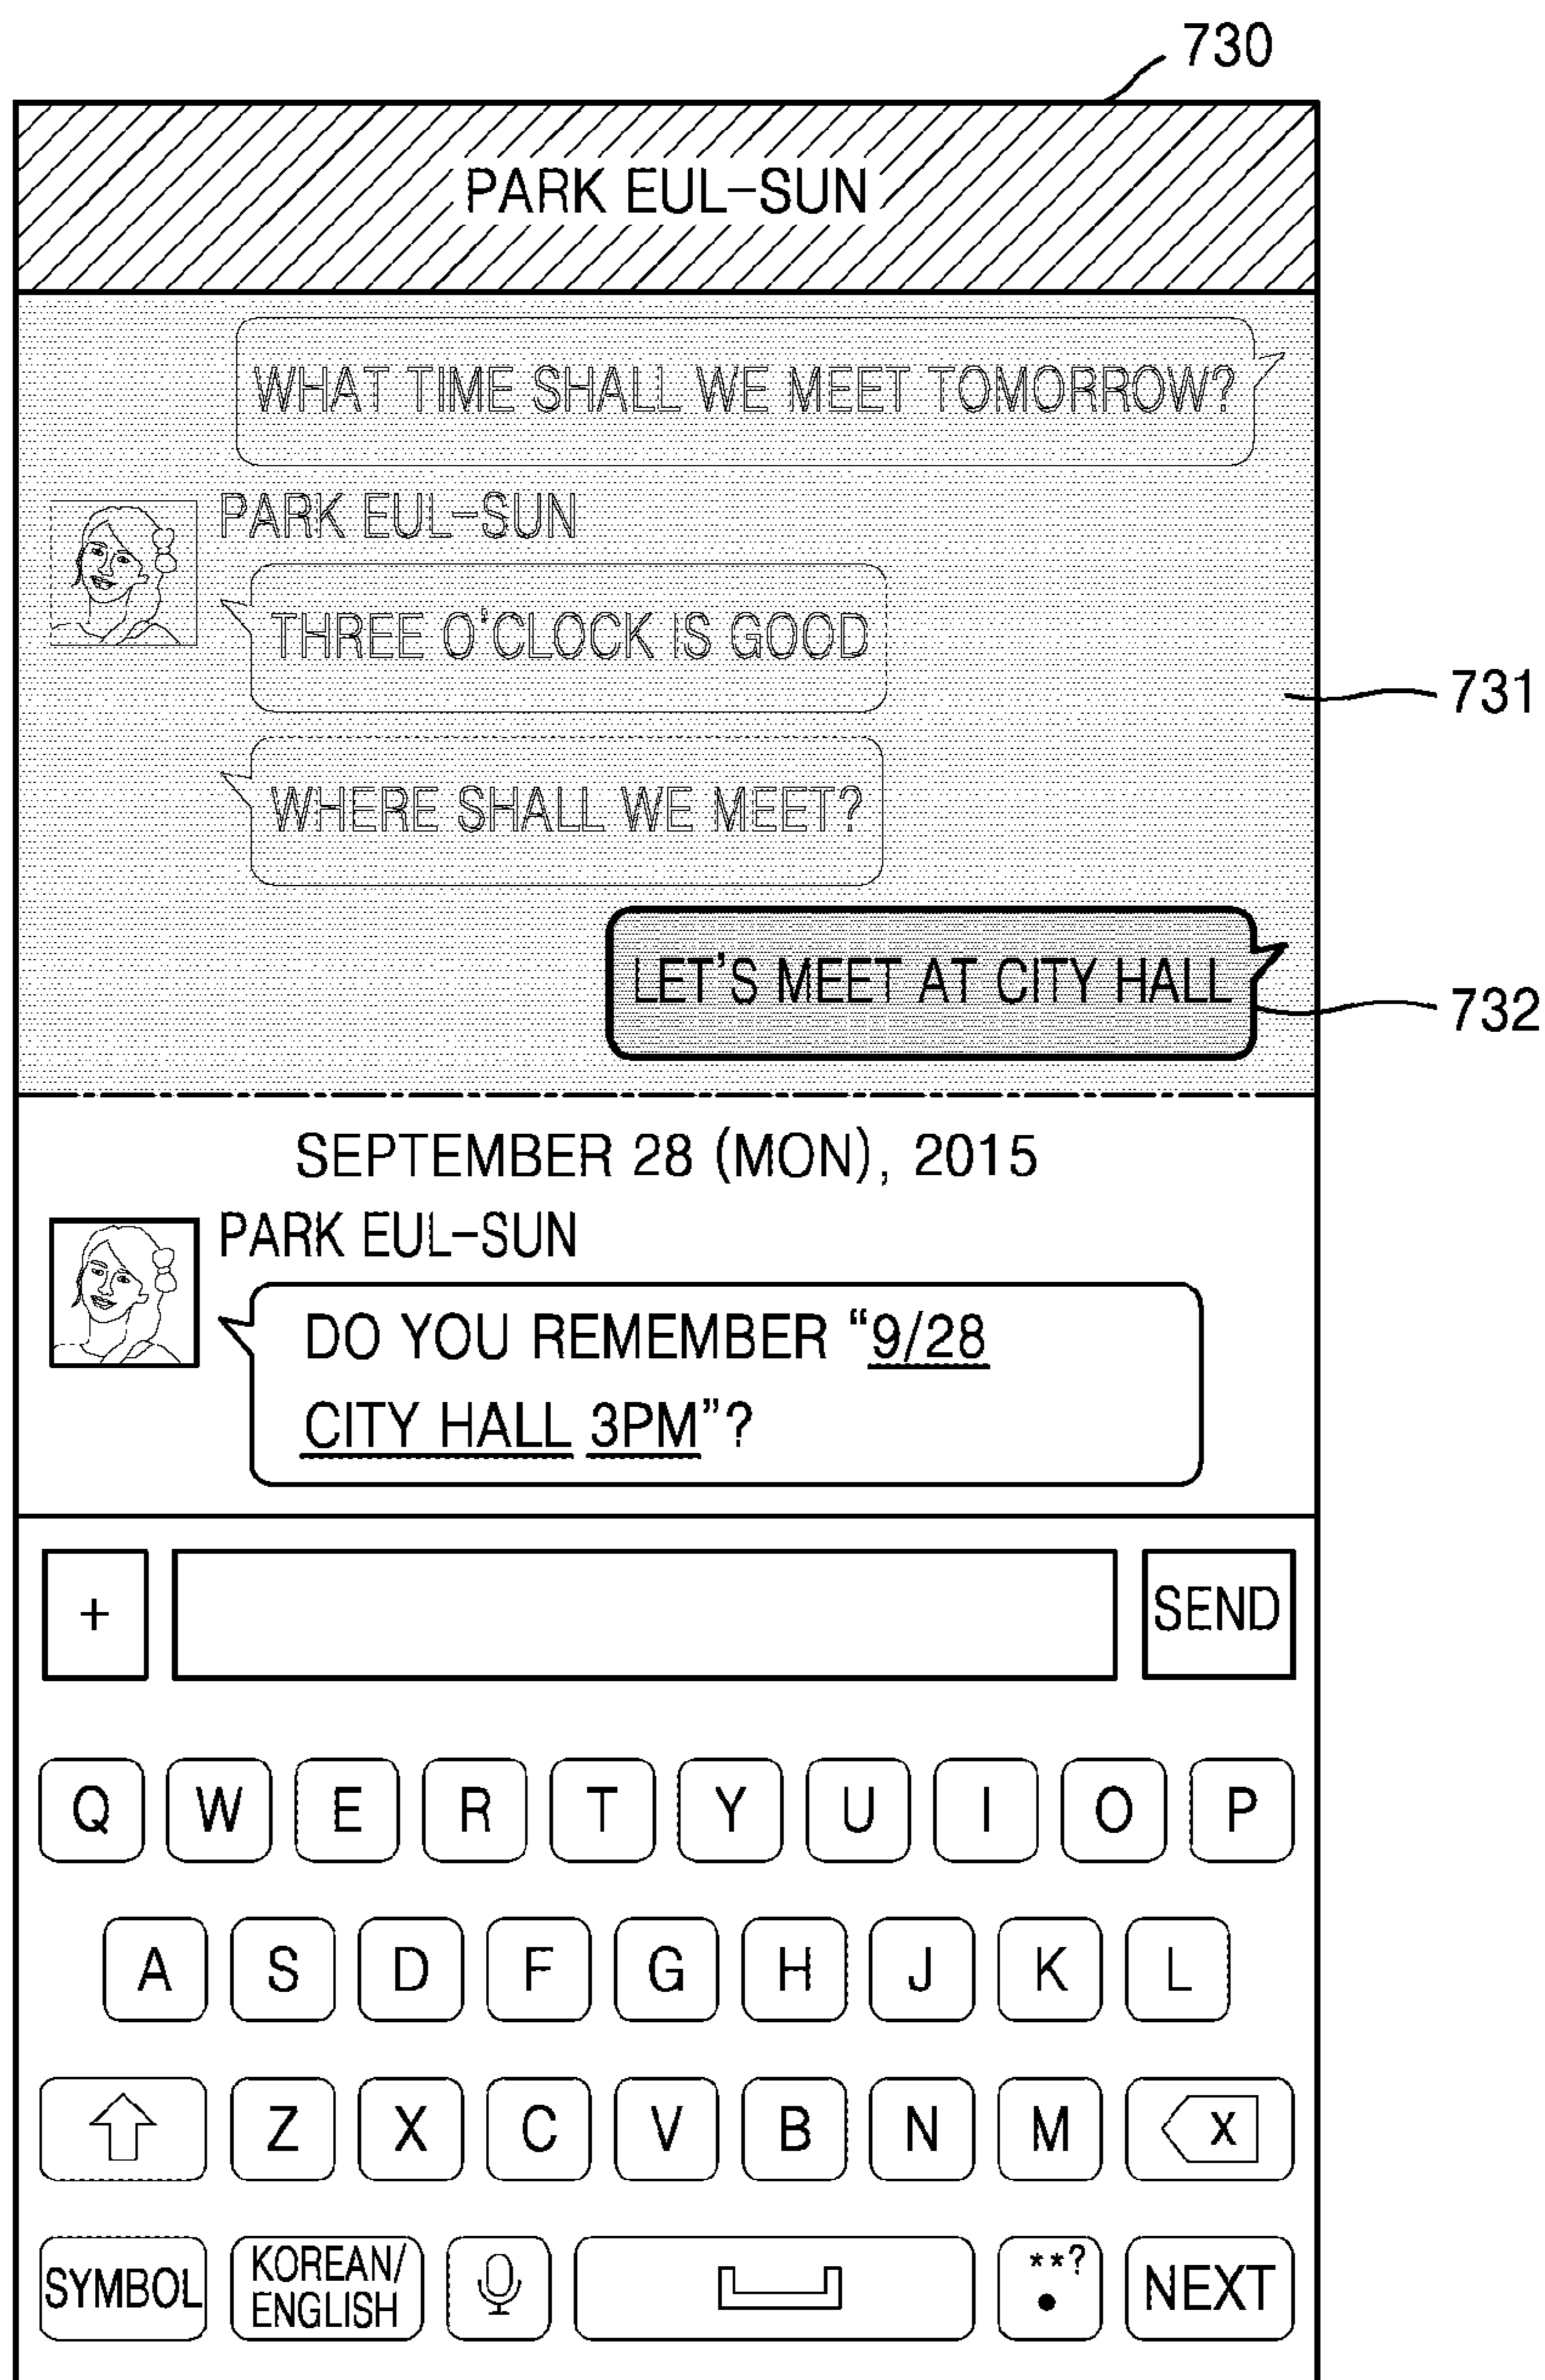 730
PARK EUL-SUN
WHAT TIME SHALL WE MEET TOMORROW?
PARK EUL-SUN
THREE O'CLOCK IS GOOD
731
WHERE SHALL WE MEET?
LET'S MEET AT CITY HALL
732
SEPTEMBER 28 (MON), 2015
PARK EUL-SUN
DO YOU REMEMBER “9/28
CITY HALL 3PM”?
+ SEND
Q W E R T Y U I O P
A S D F G H J K L
Z X C V B N M X
SYMBOL KOREAN/ **? NEXT
ENGLISH